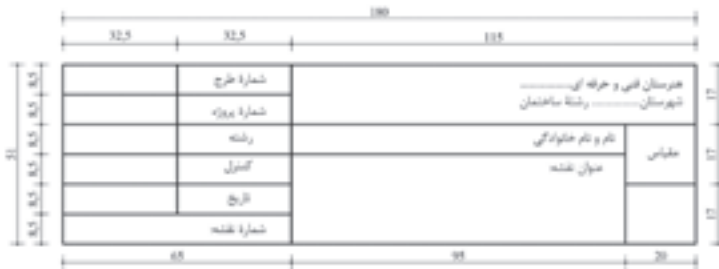 180
32,5 32,5 115
هنرستان فنی و حرفه ای..............
شهرستان.............. رشتهٔ ساختمان
نام و نام خانوادگی
عنوان نقشه:
مقیاس
شمارهٔ طرح
شمارهٔ پروژه
رشته
کنترل
تاریخ
شمارهٔ نقشه:
8,5
8,5
8,5
8,5
8,5
8,5
51
17
17
17
65 95 20